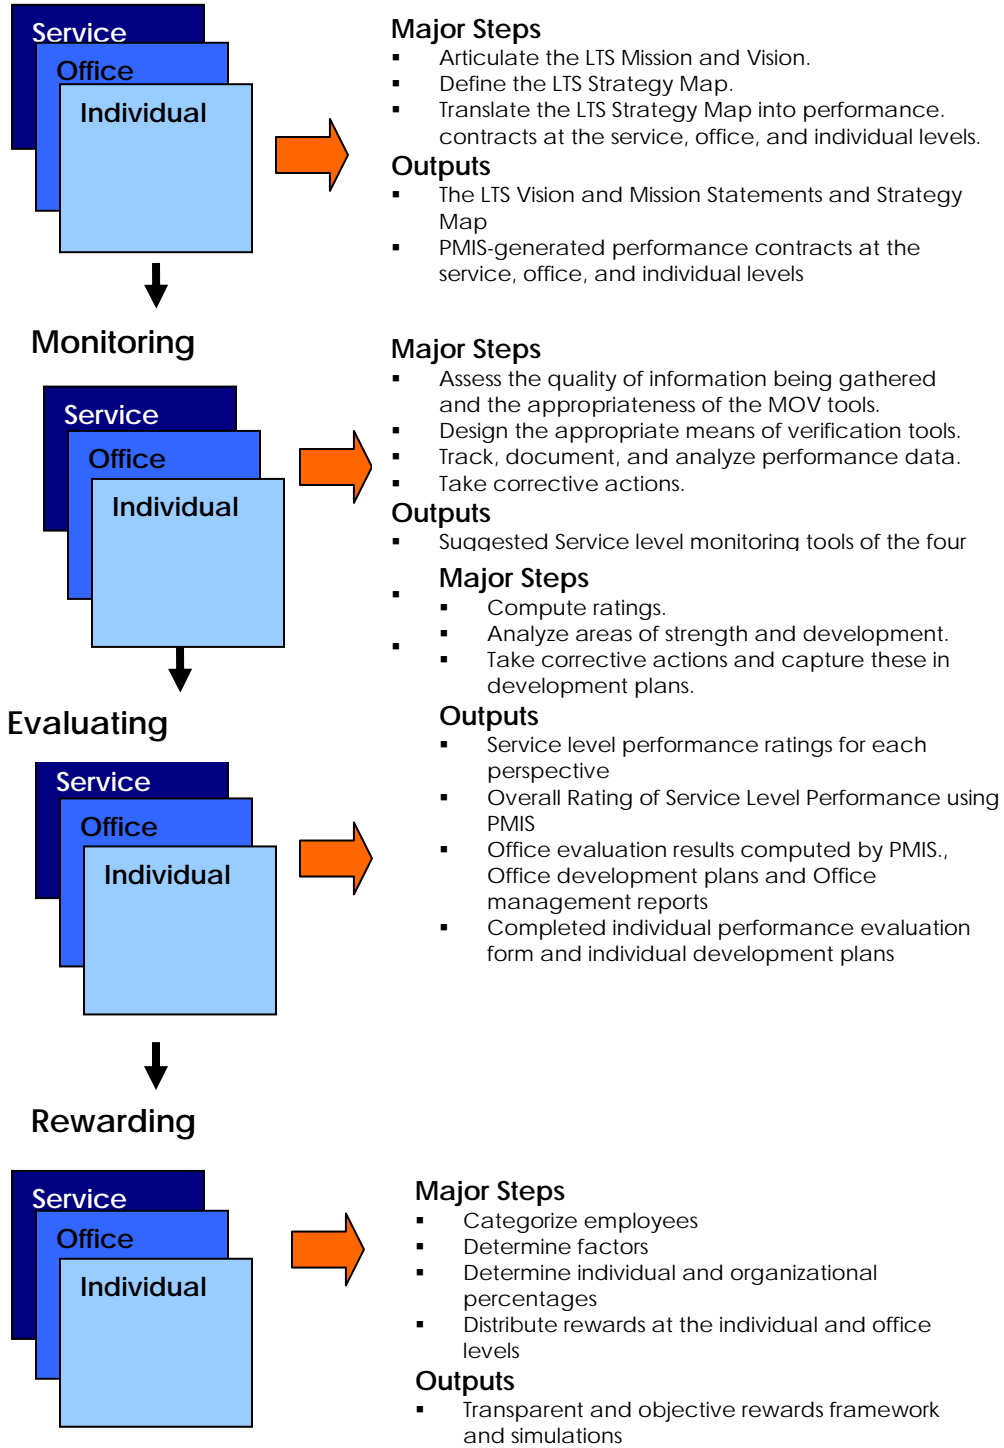 Service
Office
Individual
Major Steps
▪ Articulate the LTS Mission and Vision.
▪ Define the LTS Strategy Map.
▪ Translate the LTS Strategy Map into performance.
contracts at the service, office, and individual levels.
Outputs
▪ The LTS Vision and Mission Statements and Strategy
Map
▪ PMIS-generated performance contracts at the
service, office, and individual levels
Monitoring
Service
Office
Individual
Major Steps
▪ Assess the quality of information being gathered
and the appropriateness of the MOV tools.
▪ Design the appropriate means of verification tools.
▪ Track, document, and analyze performance data.
▪ Take corrective actions.
Outputs
▪ Suggested Service level monitoring tools of the four
▪
▪
Evaluating
Service
Office
Individual
Major Steps
▪ Compute ratings.
▪ Analyze areas of strength and development.
▪ Take corrective actions and capture these in
development plans.
Outputs
▪ Service level performance ratings for each
perspective
▪ Overall Rating of Service Level Performance using
PMIS
▪ Office evaluation results computed by PMIS.,
Office development plans and Office
management reports
▪ Completed individual performance evaluation
form and individual development plans
Rewarding
Service
Office
Individual
Major Steps
▪ Categorize employees
▪ Determine factors
▪ Determine individual and organizational
percentages
▪ Distribute rewards at the individual and office
levels
Outputs
▪ Transparent and objective rewards framework
and simulations